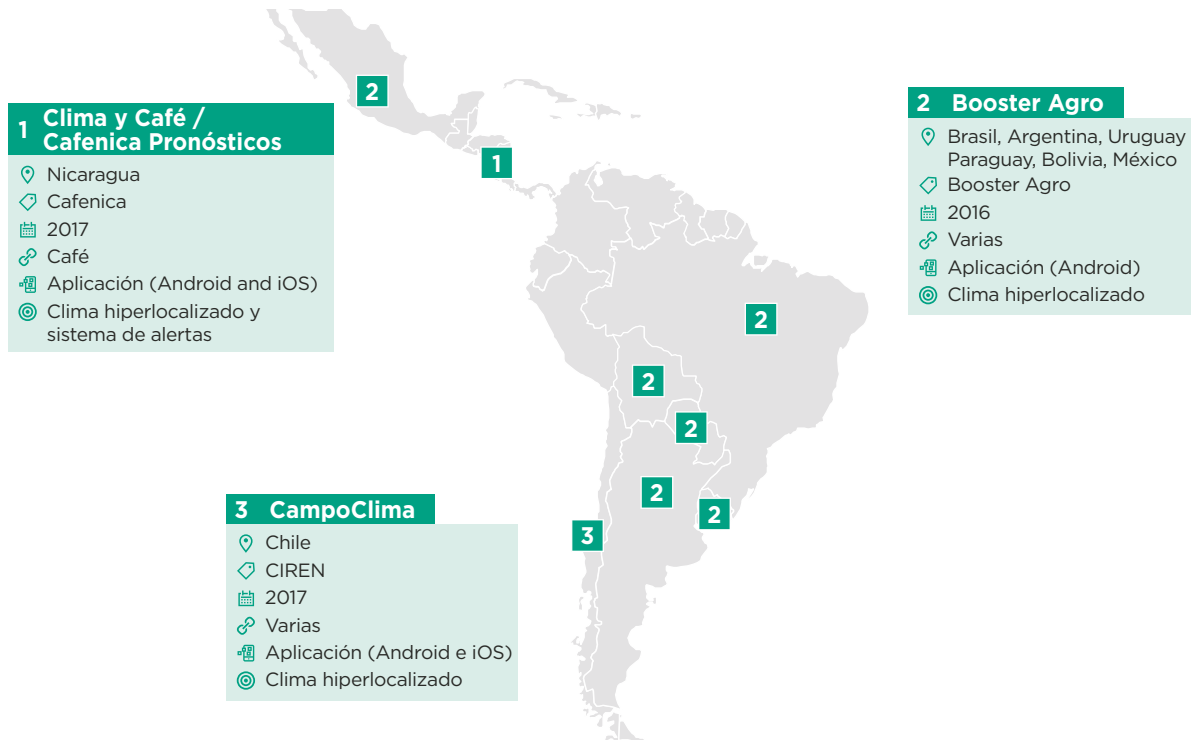 1 Clima y Café /
Cafenica Pronósticos
Nicaragua
Cafenica
2017
Café
Aplicación (Android and iOS)
Clima hiperlocalizado y
sistema de alertas
2 Booster Agro
Brasil, Argentina, Uruguay
Paraguay, Bolivia, México
Booster Agro
2016
Varias
Aplicación (Android)
Clima hiperlocalizado
3 CampoClima
Chile
CIREN
2017
Varias
Aplicación (Android e iOS)
Clima hiperlocalizado
2
1
2
2
2
2
2
3